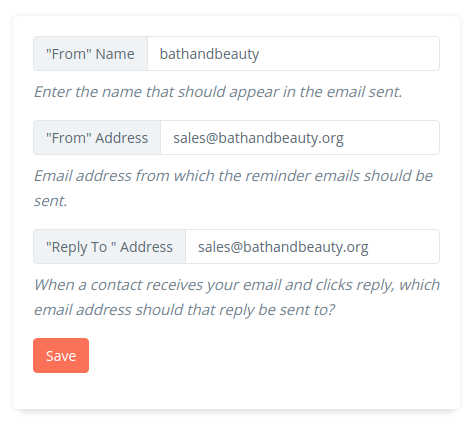 "From" Name bathandbeauty
Enter the name that should appear in the email sent.
"From" Address sales@bathandbeauty.org
Email address from which the reminder emails should be
sent.
"Reply To " Address sales@bathandbeauty.org
When a contact receives your email and clicks reply, which
email address should that reply be sent to?
Save